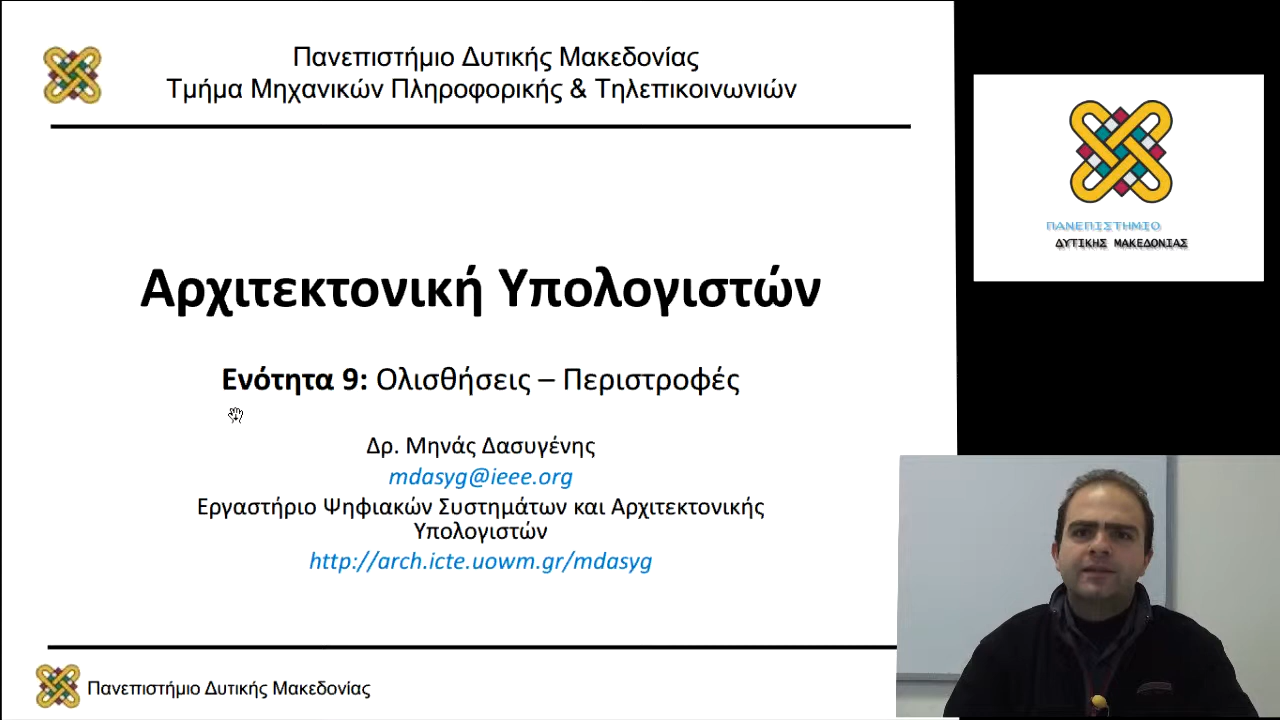 Πανεπιστήμιο Δυτικής Μακεδονίας
Τμήμα Μηχανικών Πληροφορικής & Τηλεπικοινωνιών
Αρχιτεκτονική Υπολογιστών
Ενότητα 9: Ολισθήσεις – Περιστροφές
Δρ. Μηνάς Δασυγένης
mdasyg@ieee.org
Εργαστήριο Ψηφιακών Συστημάτων και Αρχιτεκτονικής
Υπολογιστών
http://arch.icte.uowm.gr/mdasyg
Πανεπιστήμιο Δυτικής Μακεδονίας
ΠΑΝΕΠΙΣΤΗΜΙΟ
ΔΥΤΙΚΗΣ ΜΑΚΕΔΟΝΙΑΣ